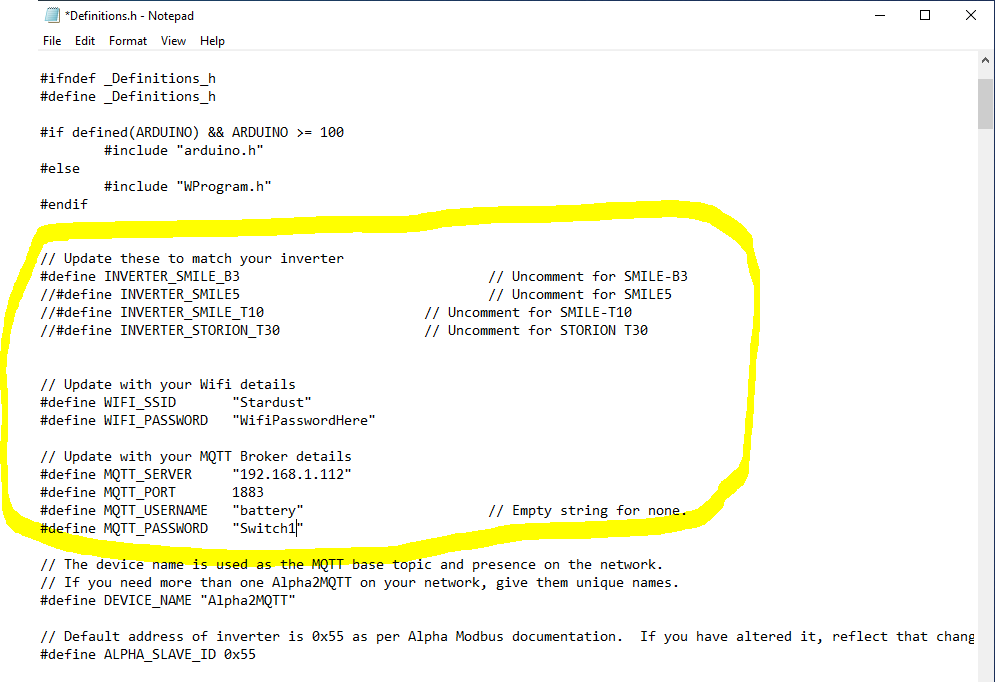 *Definitions.h - Notepad
File Edit Format View Help
#ifndef _Definitions_h
#define _Definitions_h
#if defined(ARDUINO) && ARDUINO >= 100
#include "arduino.h"
#else
#include "WProgram.h"
#endif
// Update these to match your inverter
#define INVERTER_SMILE_B3 // Uncomment for SMILE-B3
//#define INVERTER_SMILE5 // Uncomment for SMILE5
//#define INVERTER_SMILE_T10 // Uncomment for SMILE-T10
//#define INVERTER_STORION_T30 // Uncomment for STORION T30
// Update with your Wifi details
#define WIFI_SSID "Stardust"
#define WIFI_PASSWORD "WifiPasswordHere"
// Update with your MQTT Broker details
#define MQTT_SERVER "192.168.1.112"
#define MQTT_PORT 1883
#define MQTT_USERNAME "battery" // Empty string for none.
#define MQTT_PASSWORD "Switch1"
// The device name is used as the MQTT base topic and presence on the network.
// If you need more than one Alpha2MQTT on your network, give them unique names.
#define DEVICE_NAME "Alpha2MQTT"
// Default address of inverter is 0x55 as per Alpha Modbus documentation. If you have altered it, reflect that chang
#define ALPHA_SLAVE_ID 0x55